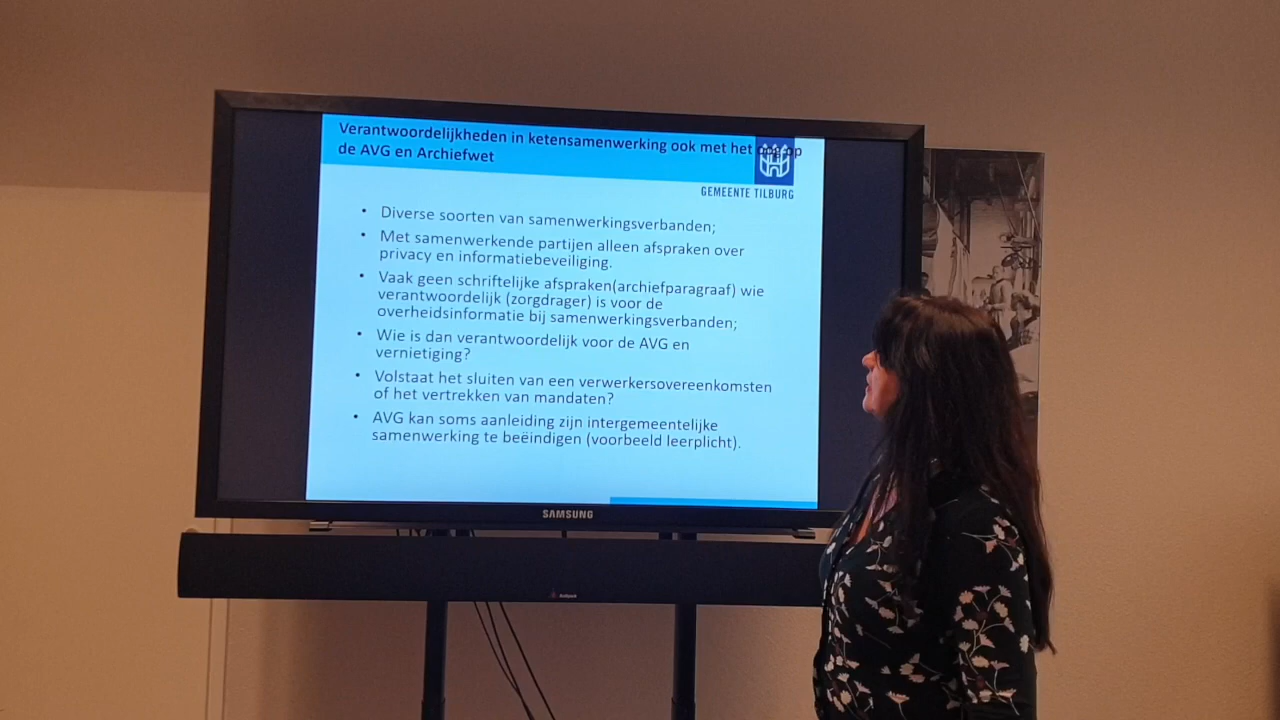 Verantwoordelijkheden in ketensamenwerking ook met het oog op
de AVG en Archiefwet
GEMEENTE TILBURG
• Diverse soorten van samenwerkingsverbanden;
• Met samenwerkende partijen alleen afspraken over
privacy en informatiebeveiliging.
• Vaak geen schriftelijke afspraken(archiefparagraaf) wie
verantwoordelijk (zorgdrager) is voor de
overheidsinformatie bij samenwerkingsverbanden;
• Wie is dan verantwoordelijk voor de AVG en
vernietiging?
• Volstaat het sluiten van een verwerkersovereenkomsten
of het vertrekken van mandaten?
• AVG kan soms aanleiding zijn intergemeentelijke
samenwerking te beëindigen (voorbeeld leerplicht).
SAMSUNG